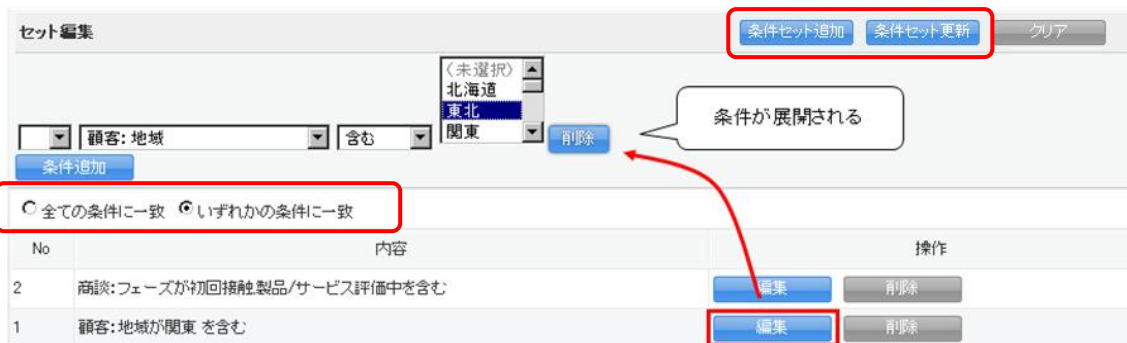 セット編集 条件セット追加 条件セット更新 クリア
〈未選択〉
北海道
東北
関東
顧客: 地域 含む 削除
条件が展開される
条件追加
全ての条件に一致 いずれかの条件に一致
No 内容 操作
2 商談:フェーズが初回接触,製品/サービス評価中を含む 編集 削除
1 顧客:地域が関東 を含む 編集 削除